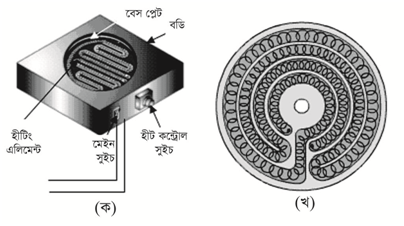 বেস প্লেট
বডি
হীটিং
এলিমেন্ট
মেইন
সুইচ
হীট কন্ট্রোল
সুইচ
(ক)
(খ)